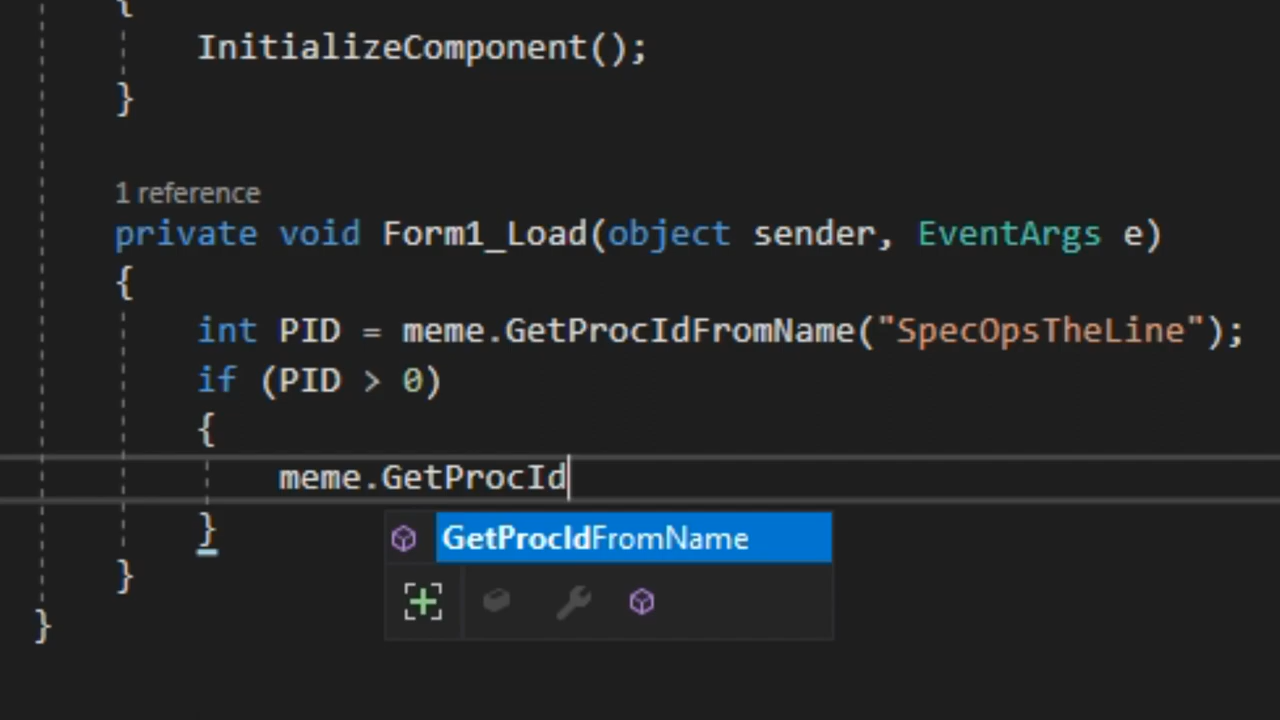 {
InitializeComponent();
}
1 reference
private void Form1_Load(object sender, EventArgs e)
{
int PID = meme.GetProcIdFromName("SpecOpsTheLine");
if (PID > 0)
{
meme.GetProcId
}
GetProcIdFromName
}
}